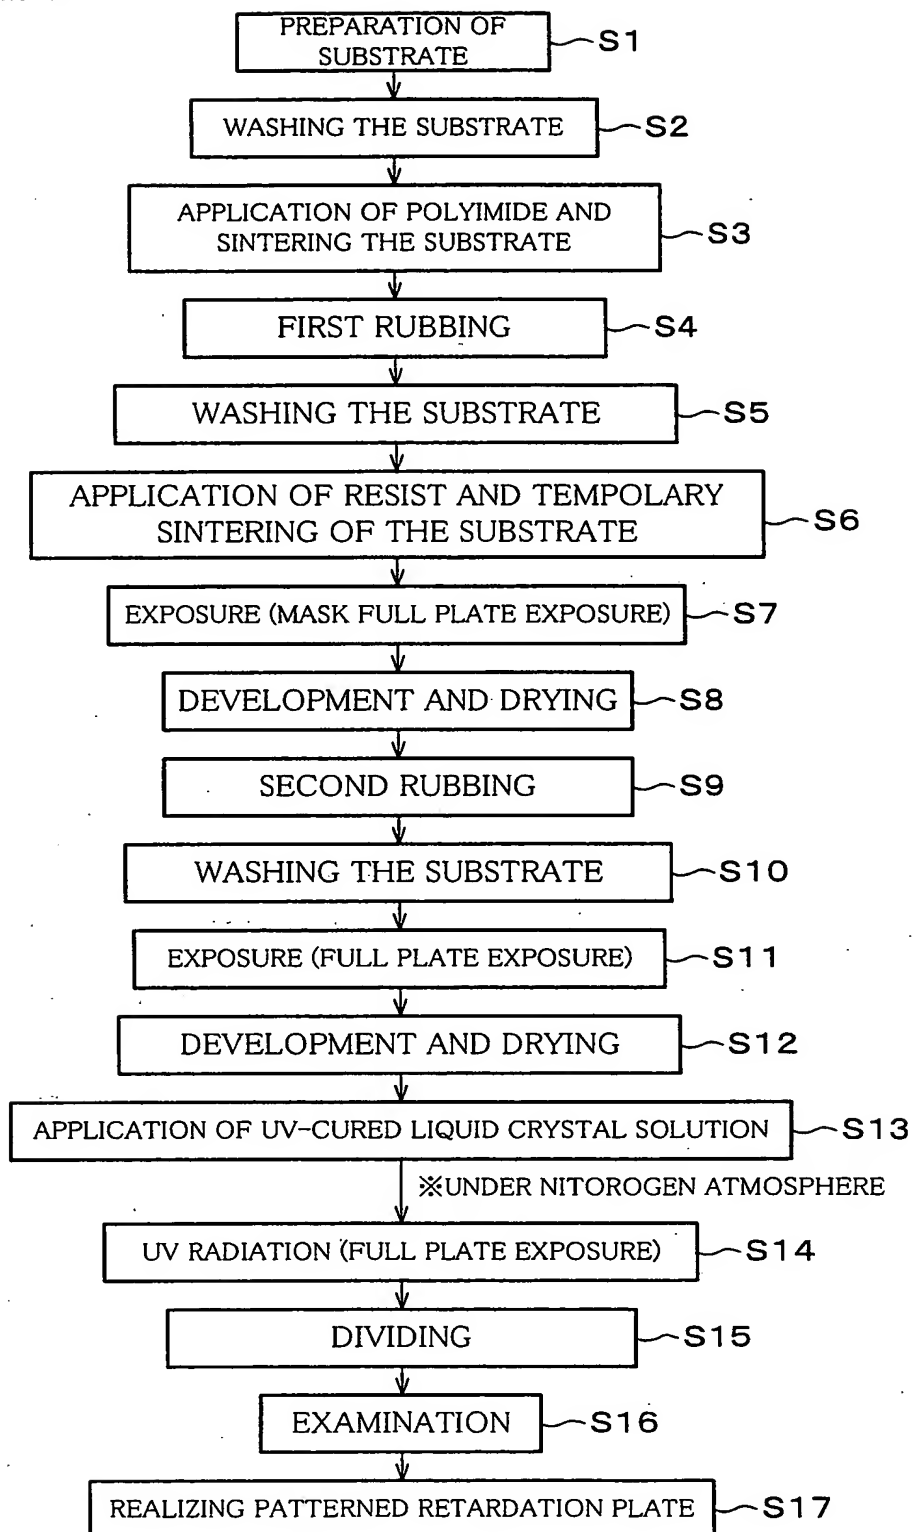 PREPARATION OF
SUBSTRATE
S1
WASHING THE SUBSTRATE
S2
APPLICATION OF POLYIMIDE AND
SINTERING THE SUBSTRATE
S3
FIRST RUBBING
S4
WASHING THE SUBSTRATE
S5
APPLICATION OF RESIST AND TEMPOLARY
SINTERING OF THE SUBSTRATE
S6
EXPOSURE (MASK FULL PLATE EXPOSURE)
S7
DEVELOPMENT AND DRYING
S8
SECOND RUBBING
S9
WASHING THE SUBSTRATE
S10
EXPOSURE (FULL PLATE EXPOSURE)
S11
DEVELOPMENT AND DRYING
S12
APPLICATION OF UV-CURED LIQUID CRYSTAL SOLUTION
S13
※UNDER NITOROGEN ATMOSPHERE
UV RADIATION (FULL PLATE EXPOSURE)
S14
DIVIDING
S15
EXAMINATION
S16
REALIZING PATTERNED RETARDATION PLATE
S17